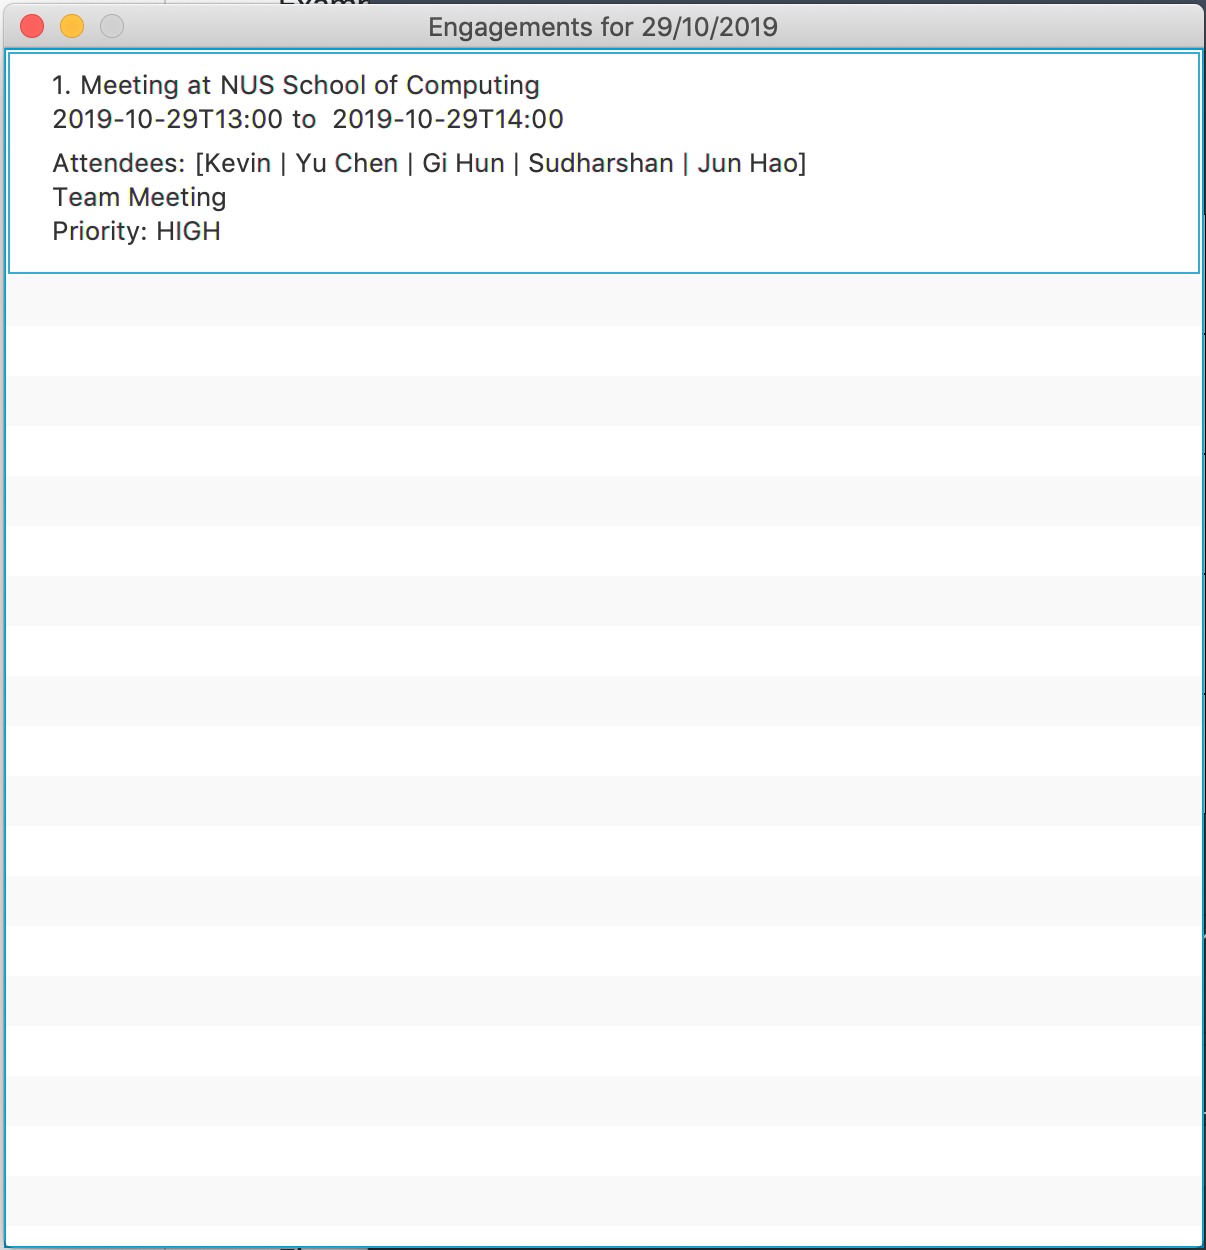 Engagements for 29/10/2019
1. Meeting at NUS School of Computing
2019-10-29T13:00 to  2019-10-29T14:00
Attendees: [Kevin | Yu Chen | Gi Hun | Sudharshan | Jun Hao]
Team Meeting
Priority: HIGH